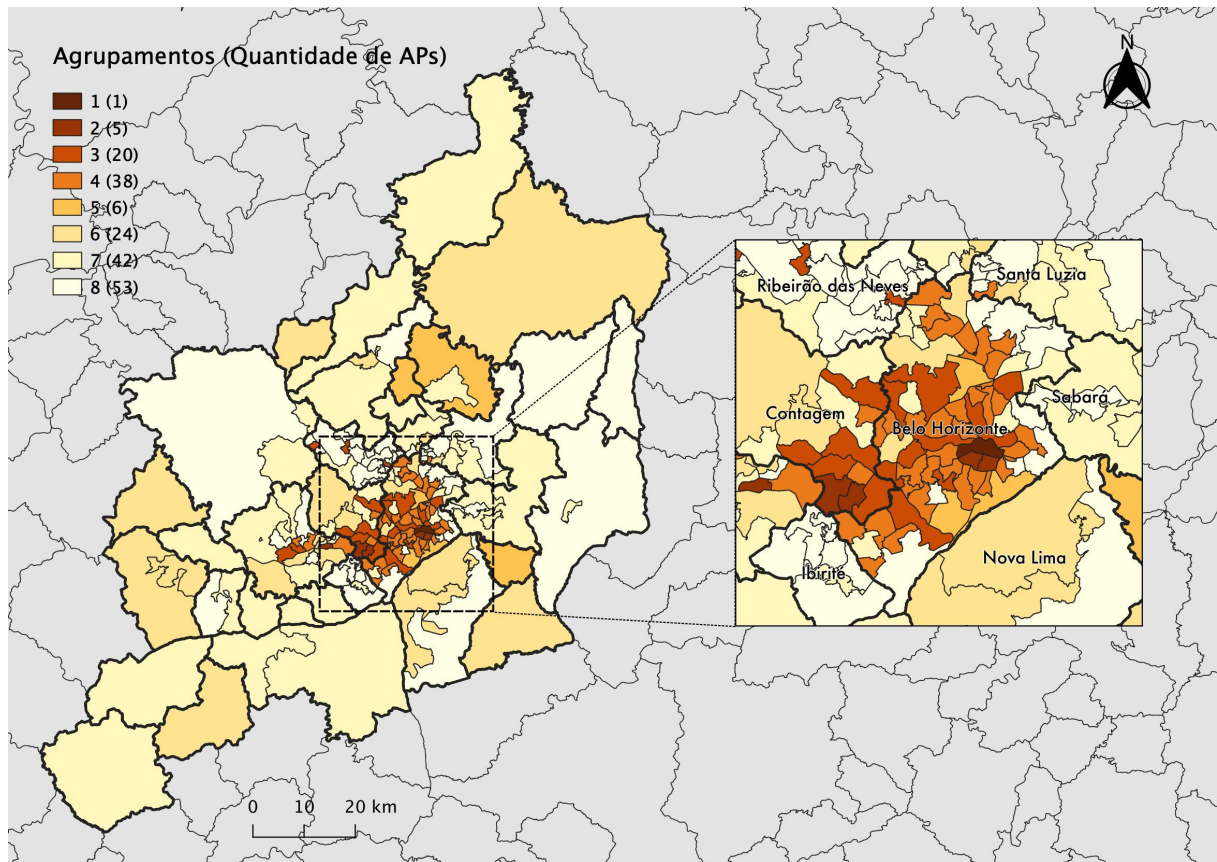 Agrupamentos (Quantidade de APs)
1 (1)
2 (5)
3 (20)
4 (38)
5 (6)
6 (24)
7 (42)
8 (53)
N
Ribeirão das Neves
Santa Luzia
Contagem
Sabará
Belo Horizonte
Nova Lima
Ibirité
0 10 20 km